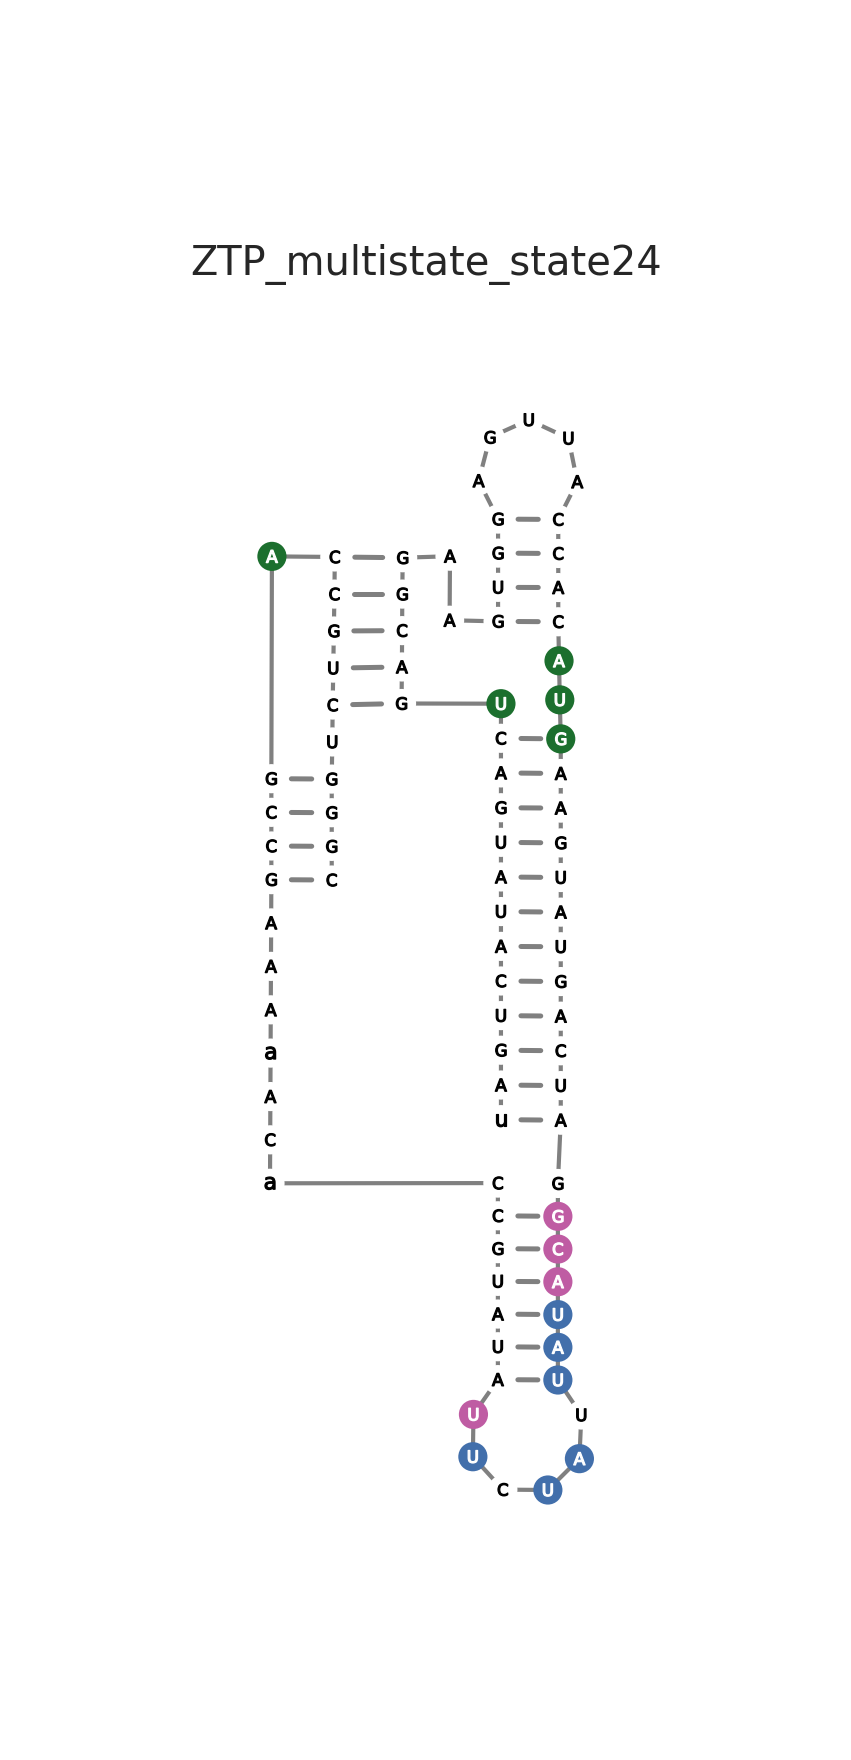 ZTP_multistate_state24
U
G U
A A
G C
A C G A G C
C G U A
G C A G C
U A A
C G U U
U C G
G G A A
C G G A
C G U G
G C A U
A U A
A A U
A C G
a U A
A G C
C A U
u A
a C G
C G
G C
U A
A U
U A
A U
U U
U A
C U